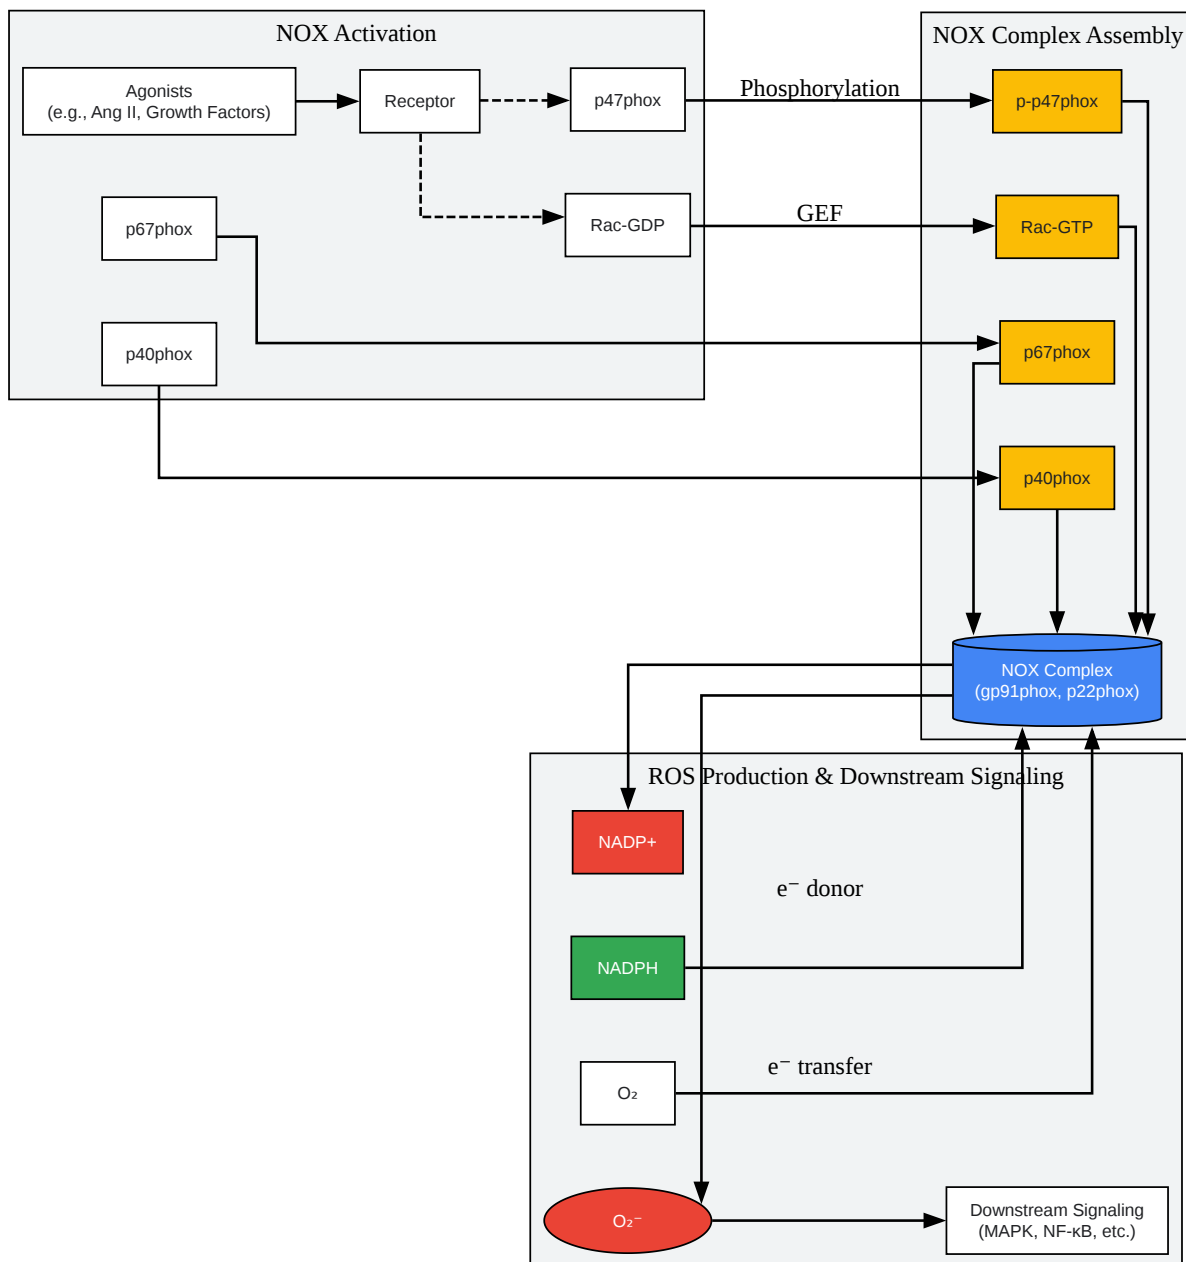 NOX Activation
NOX Complex Assembly
Agonists
(e.g., Ang II, Growth Factors)
Receptor
p47phox
Phosphorylation
p-p47phox
p67phox
Rac-GDP
GEF
Rac-GTP
p40phox
p67phox
p40phox
NOX Complex
(gp91phox, p22phox)
ROS Production & Downstream Signaling
NADP+
e⁻ donor
NADPH
e⁻ transfer
O₂
O₂⁻
Downstream Signaling
(MAPK, NF-κB, etc.)